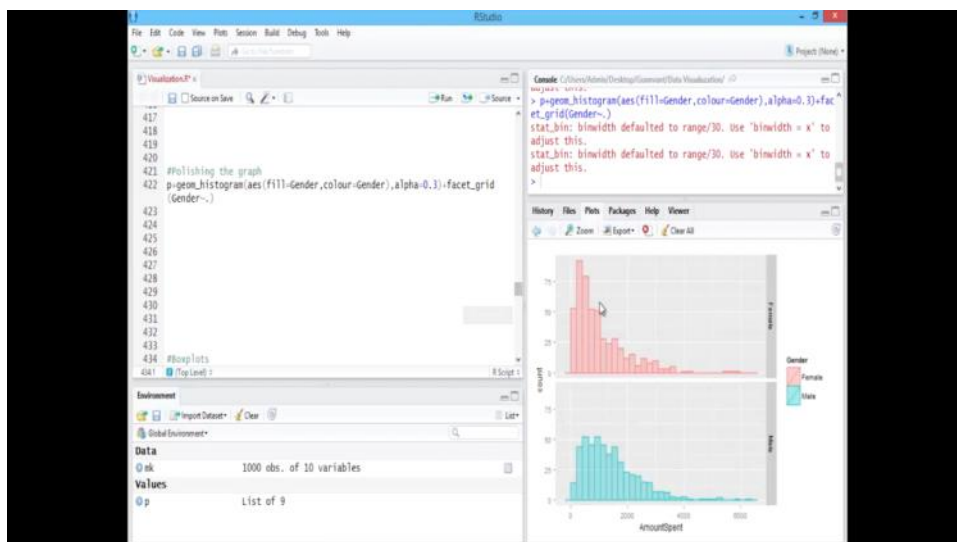 RStudio
File Edit Code View Plots Session Build Debug Tools Help
Project: (None)
Visualization.R* x
Source on Save
Run
Source
417
418
419
420
421 #Polishing the graph
422 p+geom_histogram(aes(fill=Gender,colour=Gender),alpha=0.3)+facet_grid
(Gender~.)
423
424
425
426
427
428
429
430
431
432
433
434 #Boxplots
434:1 (Top Level) R Script
Console
> p+geom_histogram(aes(fill=Gender,colour=Gender),alpha=0.3)+fac
et_grid(Gender~.)
stat_bin: binwidth defaulted to range/30. Use 'binwidth = x' to
adjust this.
stat_bin: binwidth defaulted to range/30. Use 'binwidth = x' to
adjust this.
>
Environment
Import Dataset Clear List
Global Environment
Data
mk 1000 obs. of 10 variables
Values
p List of 9
History Files Plots Packages Help Viewer
Zoom Export Clear All
count
Female
Male
Gender
Female
Male
0 2000 4000 6000
AmountSpent